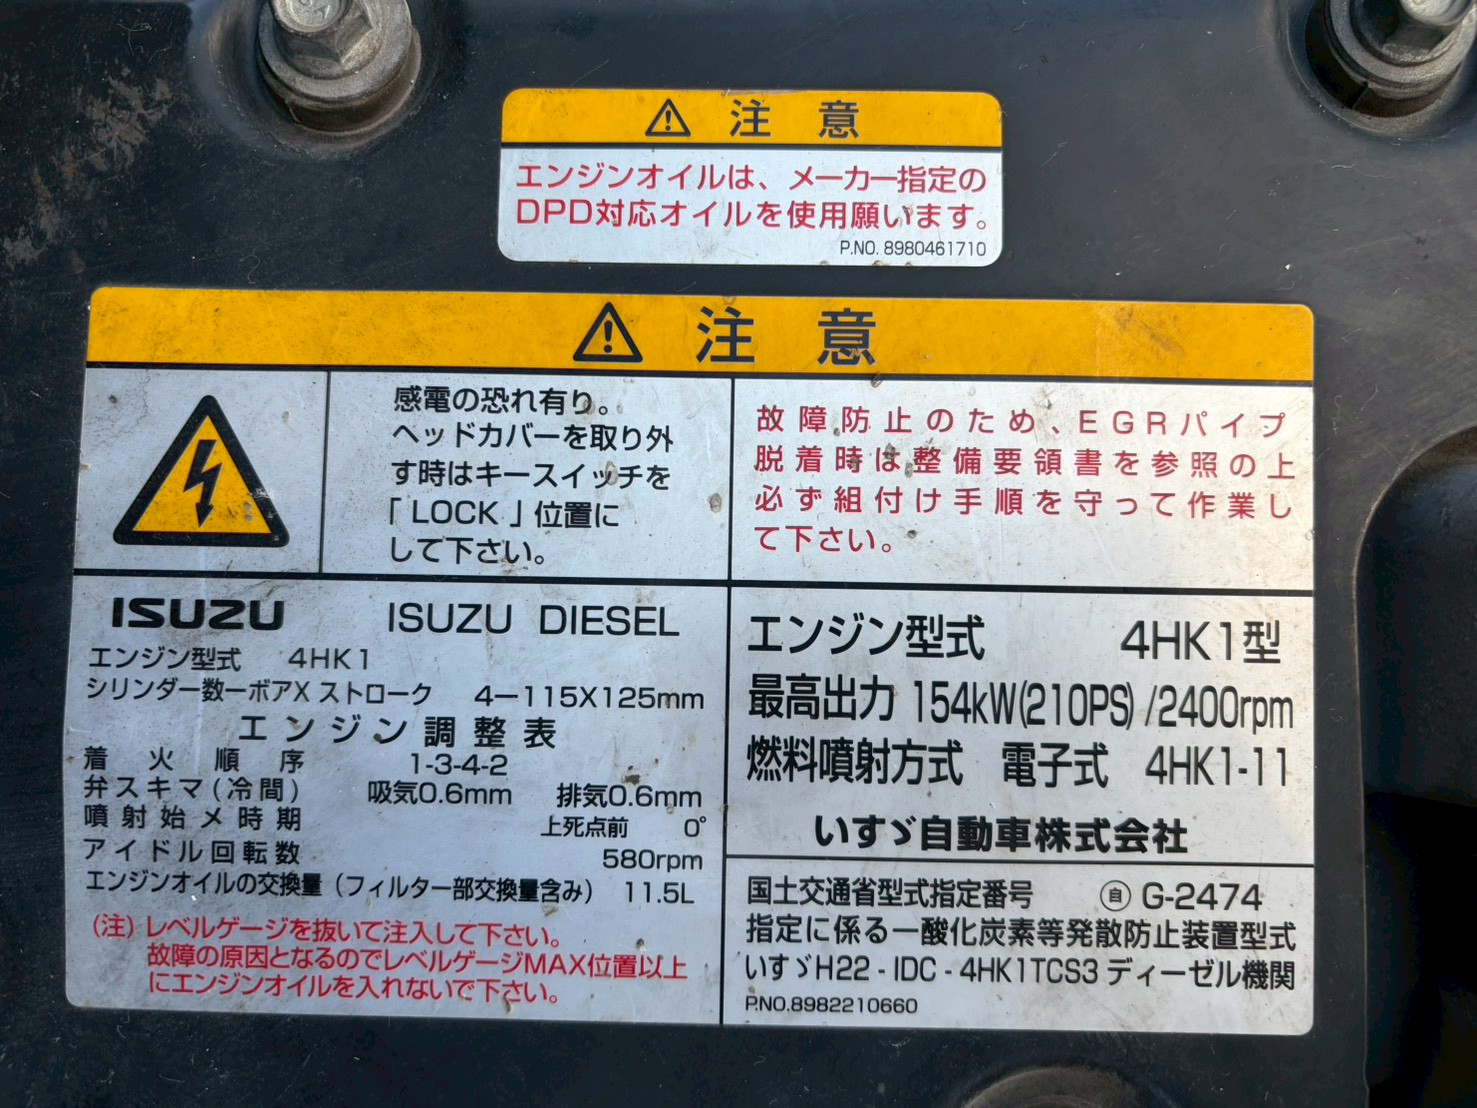 注意
エンジンオイルは、メーカー指定の
DPD対応オイルを使用願います。
P.NO. 8980461710
注意
感電の恐れ有り。
ヘッドカバーを取り外
す時はキースイッチを
「LOCK」位置に
して下さい。
故障防止のため、EGRパイプ
脱着時は整備要領書を参照の上
必ず組付け手順を守って作業し
て下さい。
ISUZU ISUZU DIESEL
エンジン型式 4HK1
シリンダー数ーボアX ストローク 4ー115X125mm
エンジン調整表
着火順序 1-3-4-2
弁スキマ(冷間) 吸気0.6mm 排気0.6mm
噴射始メ時期 上死点前 0°
アイドル回転数 580rpm
エンジンオイルの交換量(フィルター部交換量含み) 11.5L
(注)レベルゲージを抜いて注入して下さい。
故障の原因となるのでレベルゲージMAX位置以上
にエンジンオイルを入れないで下さい。
エンジン型式 4HK1型
最高出力 154kW(210PS)/2400rpm
燃料噴射方式 電子式 4HK1-11
いすゞ自動車株式会社
国土交通省型式指定番号 ㊂自 G-2474
指定に係る一酸化炭素等発散防止装置型式
いすゞH22-IDC-4HK1TCS3ディーゼル機関
P.NO.8982210660